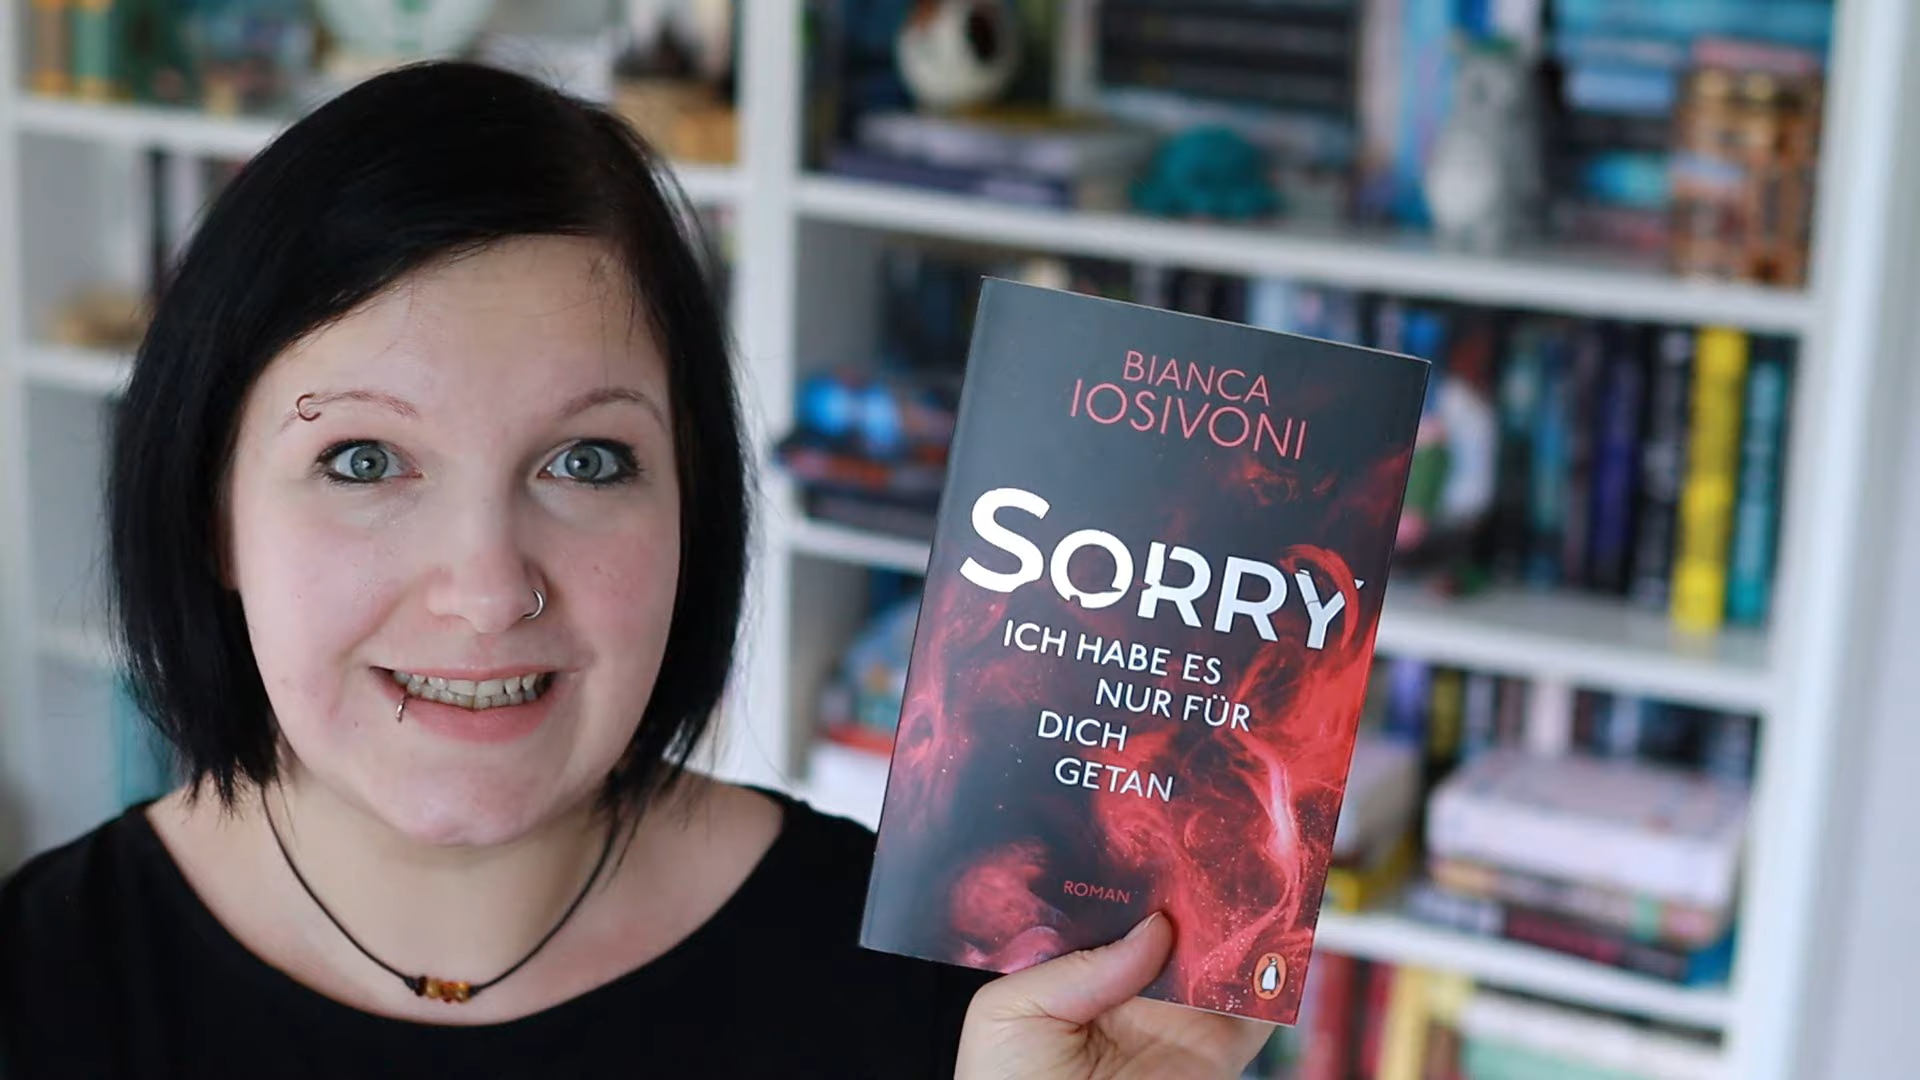 BIANCA
IOSIVONI
SORRY
ICH HABE ES
NUR FÜR
DICH
GETAN
ROMAN